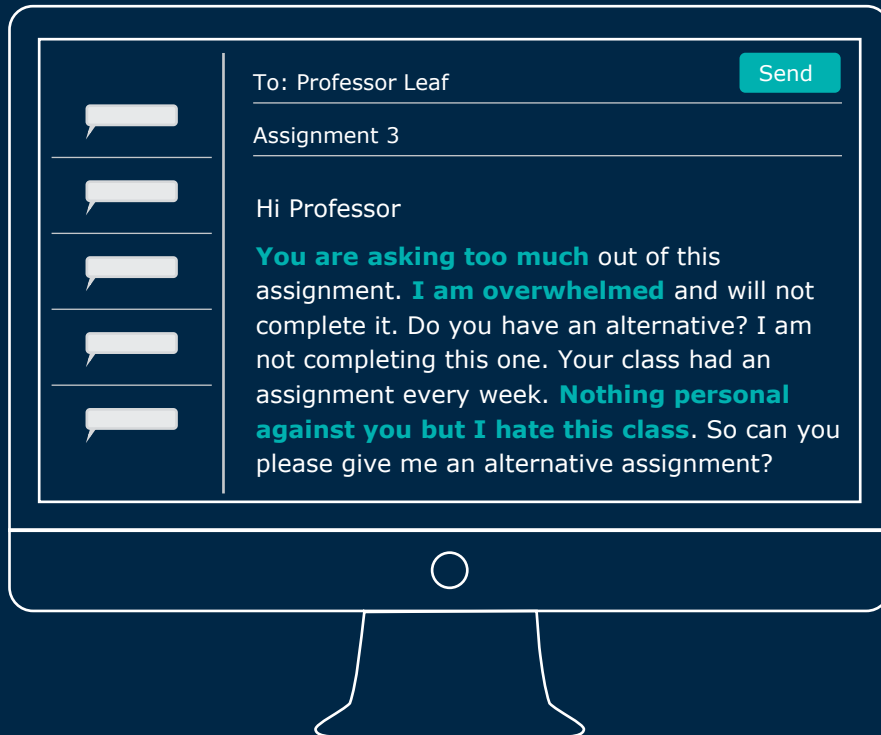 To: Professor Leaf
Send
Assignment 3
Hi Professor
You are asking too much out of this
assignment. I am overwhelmed and will not
complete it. Do you have an alternative? I am
not completing this one. Your class had an
assignment every week. Nothing personal
against you but I hate this class. So can you
please give me an alternative assignment?